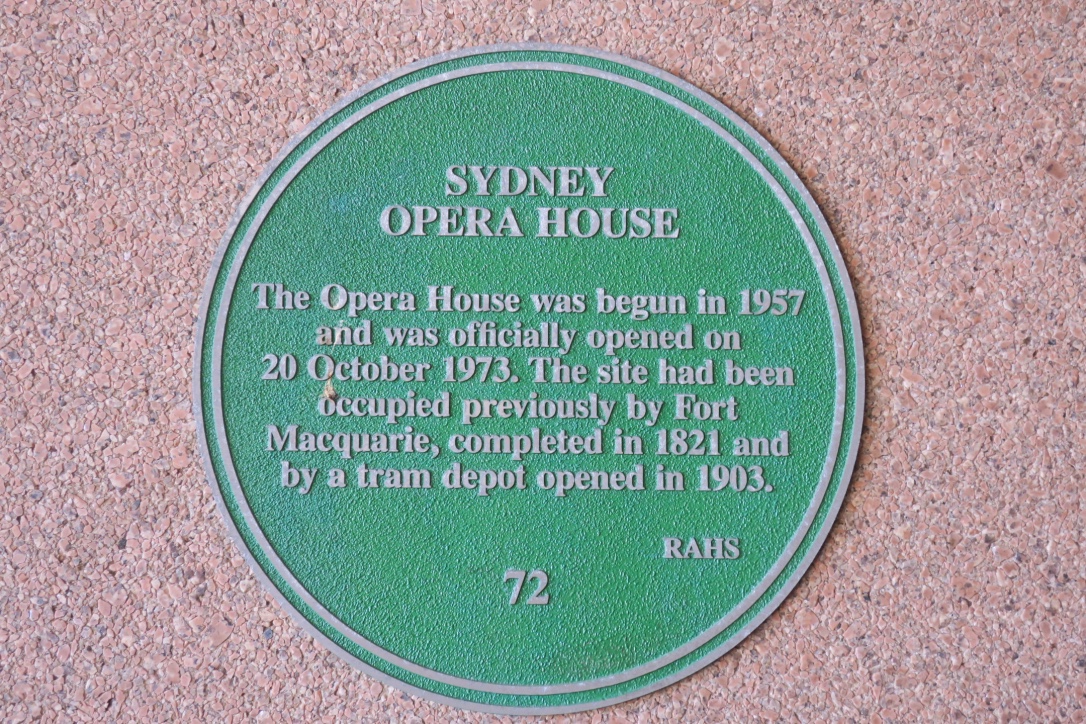 SYDNEY
OPERA HOUSE
The Opera House was begun in 1957
and was officially opened on
20 October 1973. The site had been
occupied previously by Fort
Macquarie, completed in 1821 and
by a tram depot opened in 1903.
RAHS
72